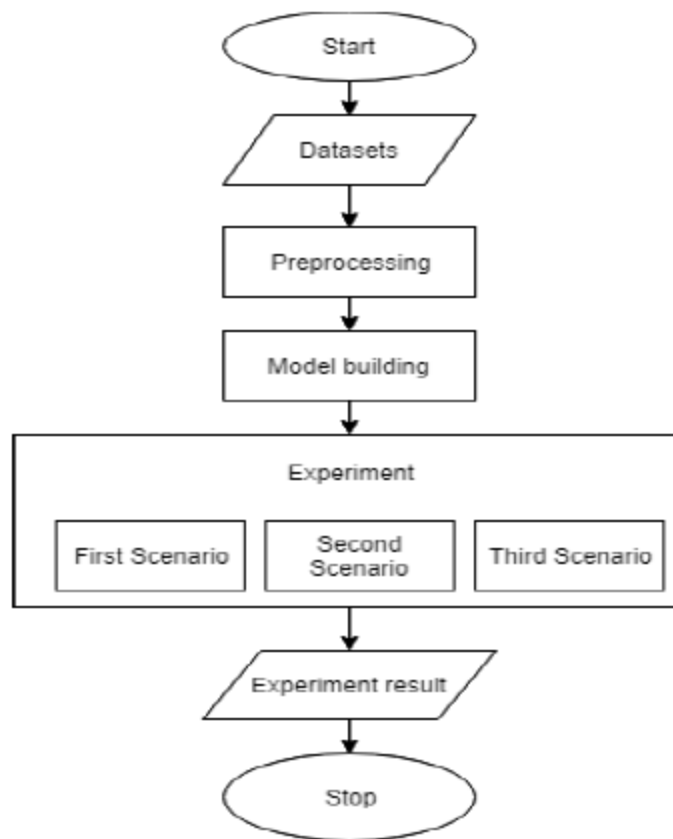 Start
Datasets
Preprocessing
Model building
Experiment
First Scenario
Second
Scenario
Third Scenario
Experiment result
Stop